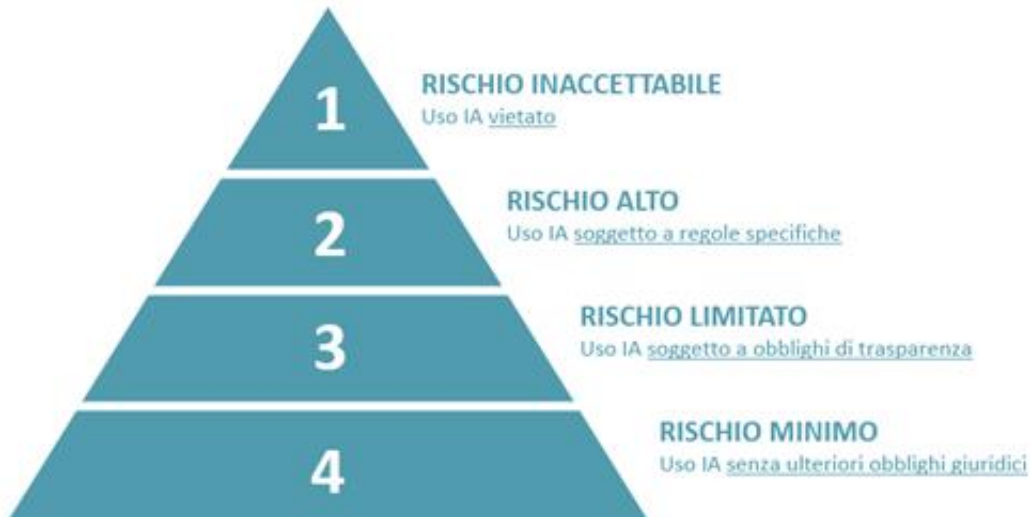 1
RISCHIO INACCETTABILE
Uso IA vietato
2
RISCHIO ALTO
Uso IA soggetto a regole specifiche
3
RISCHIO LIMITATO
Uso IA soggetto a obblighi di trasparenza
4
RISCHIO MINIMO
Uso IA senza ulteriori obblighi giuridici